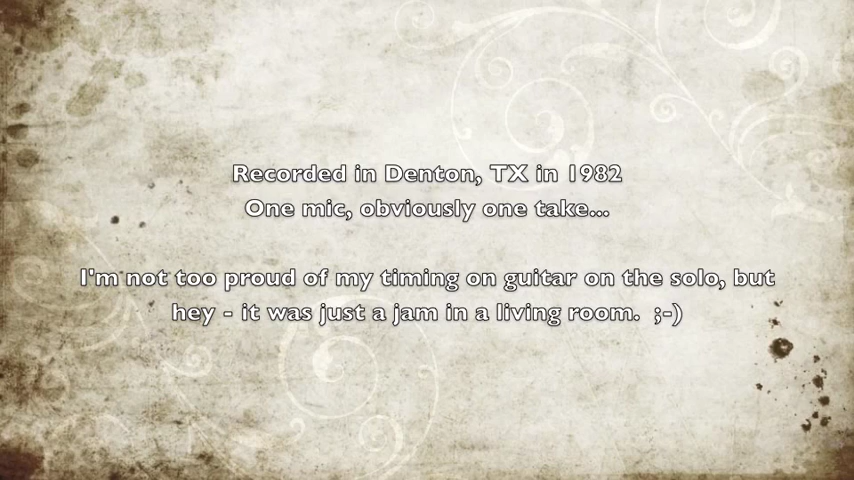 Recorded in Denton, TX in 1982
One mic, obviously one take...
I'm not too proud of my timing on guitar on the solo, but
hey - it was just a jam in a living room.  ;-)